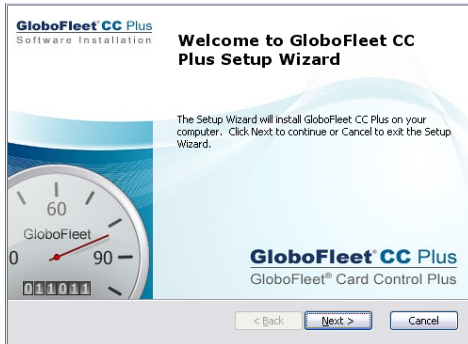 GloboFleet® CC Plus
Software Installation
Welcome to GloboFleet CC
Plus Setup Wizard
The Setup Wizard will install GloboFleet CC Plus on your
computer. Click Next to continue or Cancel to exit the Setup
Wizard.
60
GloboFleet
0
90
011011
GloboFleet® CC Plus
GloboFleet® Card Control Plus
< Back
Next >
Cancel